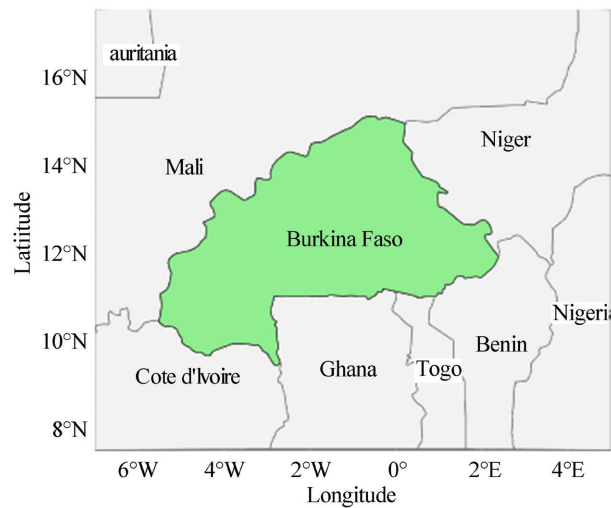 auritania
16°N
Niger
14°N
Mali
Burkina Faso
Latiitude
12°N
Nigeria
10°N
Benin
Ghana
Togo
Cote d'Ivoire
8°N
6°W 4°W 2°W 0° 2°E 4°E
Longitude